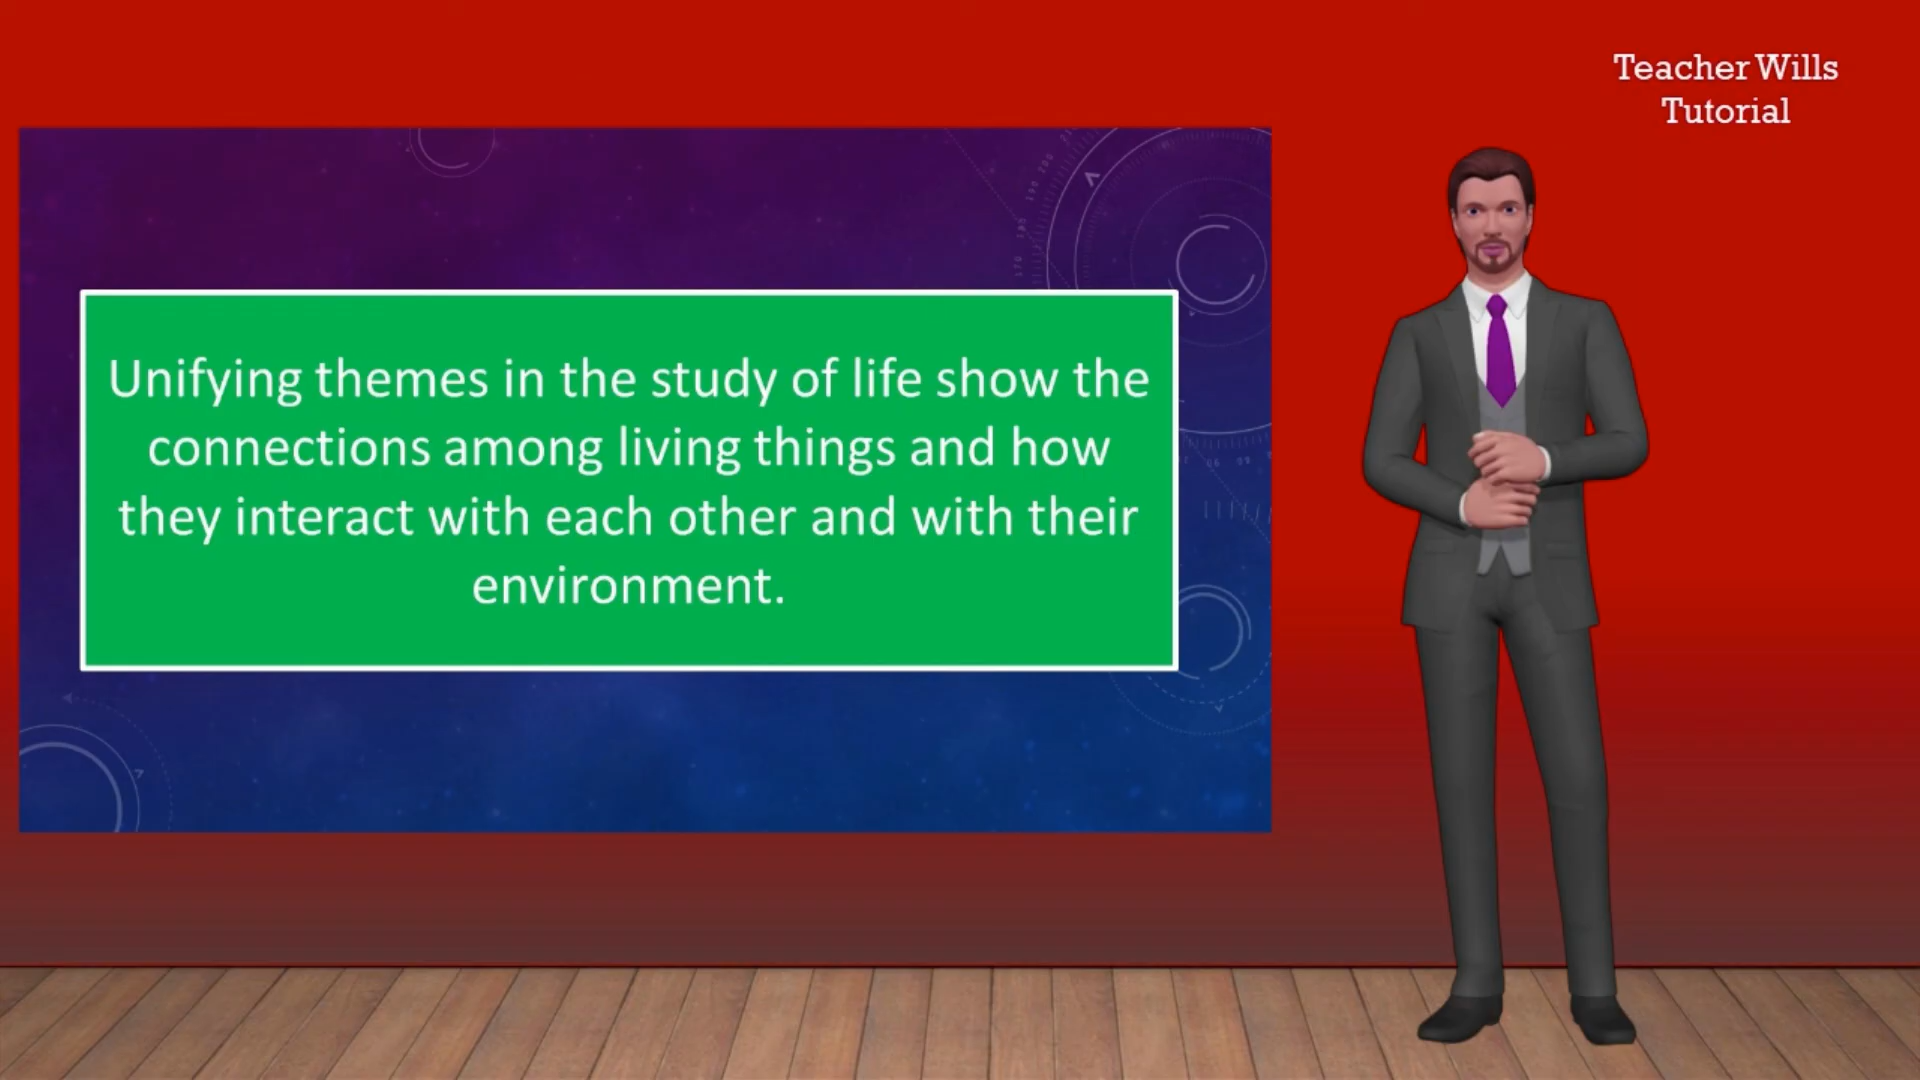 Teacher Wills
Tutorial
Unifying themes in the study of life show the
connections among living things and how
they interact with each other and with their
environment.